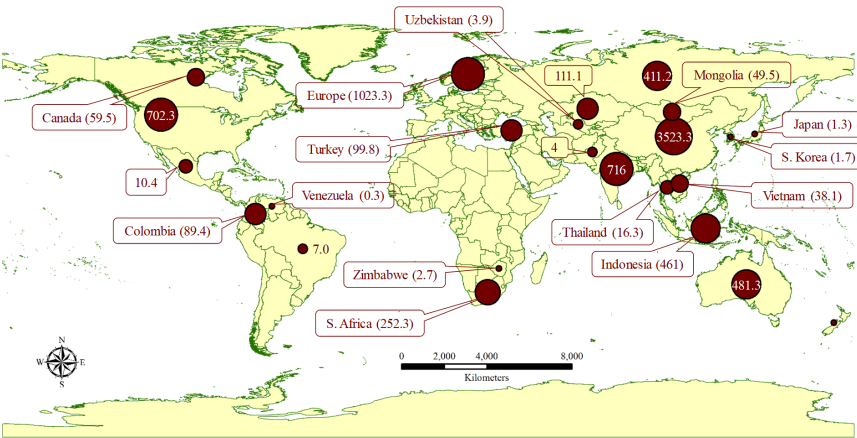 Uzbekistan (3.9)
111.1
411.2
Mongolia (49.5)
Europe (1023.3)
Canada (59.5)
702.3
Japan (1.3)
3523.3
Turkey (99.8)
4
S. Korea (1.7)
716
10.4
Venezuela (0.3)
Vietnam (38.1)
Colombia (89.4)
Thailand (16.3)
7.0
Indonesia (461)
Zimbabwe (2.7)
481.3
S. Africa (252.3)
N
W E
S
0 2,000 4,000 8,000
Kilometers